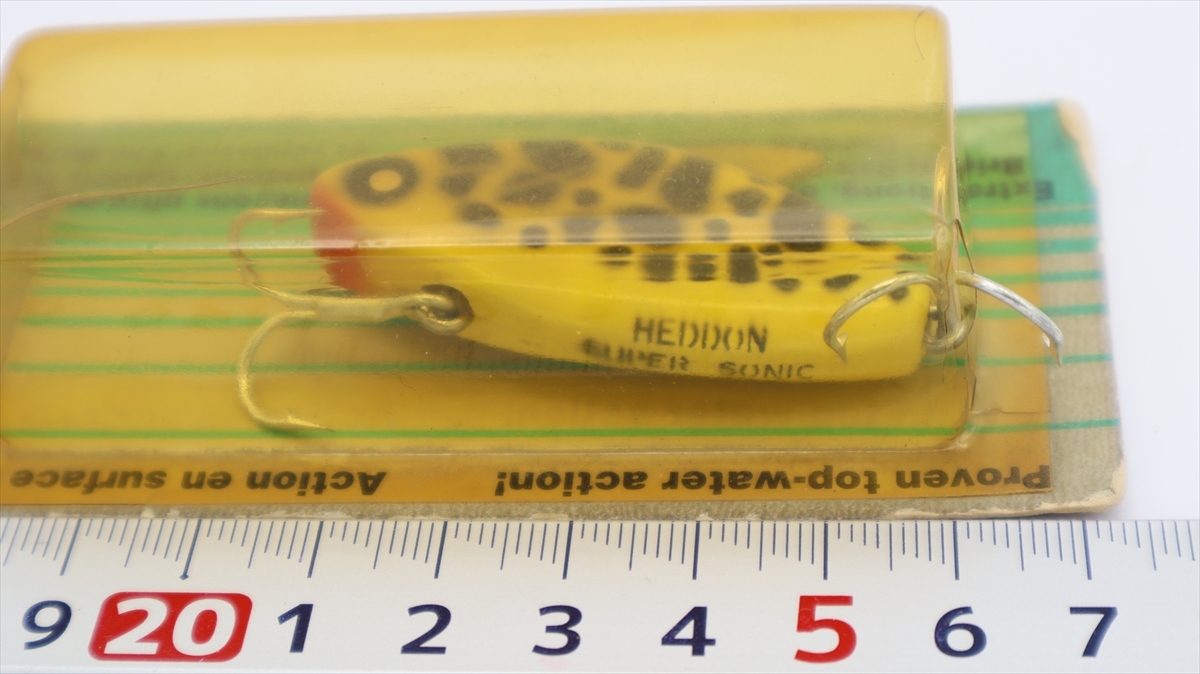 HEDDON
SUPER SONIC
Proven top-water action! Action en surface
9 20 1 2 3 4 5 6 7